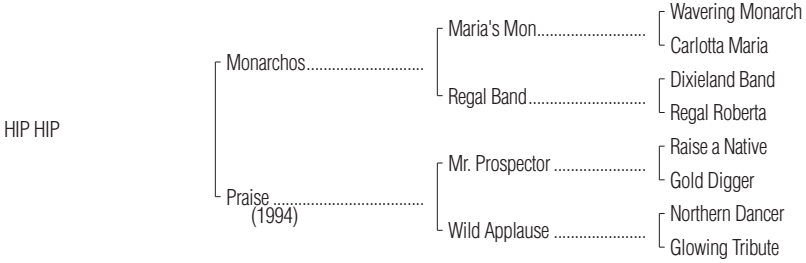 Wavering Monarch
Maria's Mon..........................
Carlotta Maria
Monarchos............................
Dixieland Band
Regal Band............................
Regal Roberta
HIP HIP
Raise a Native
Mr. Prospector ......................
Gold Digger
Praise ...................................
(1994)
Northern Dancer
Wild Applause ......................
Glowing Tribute